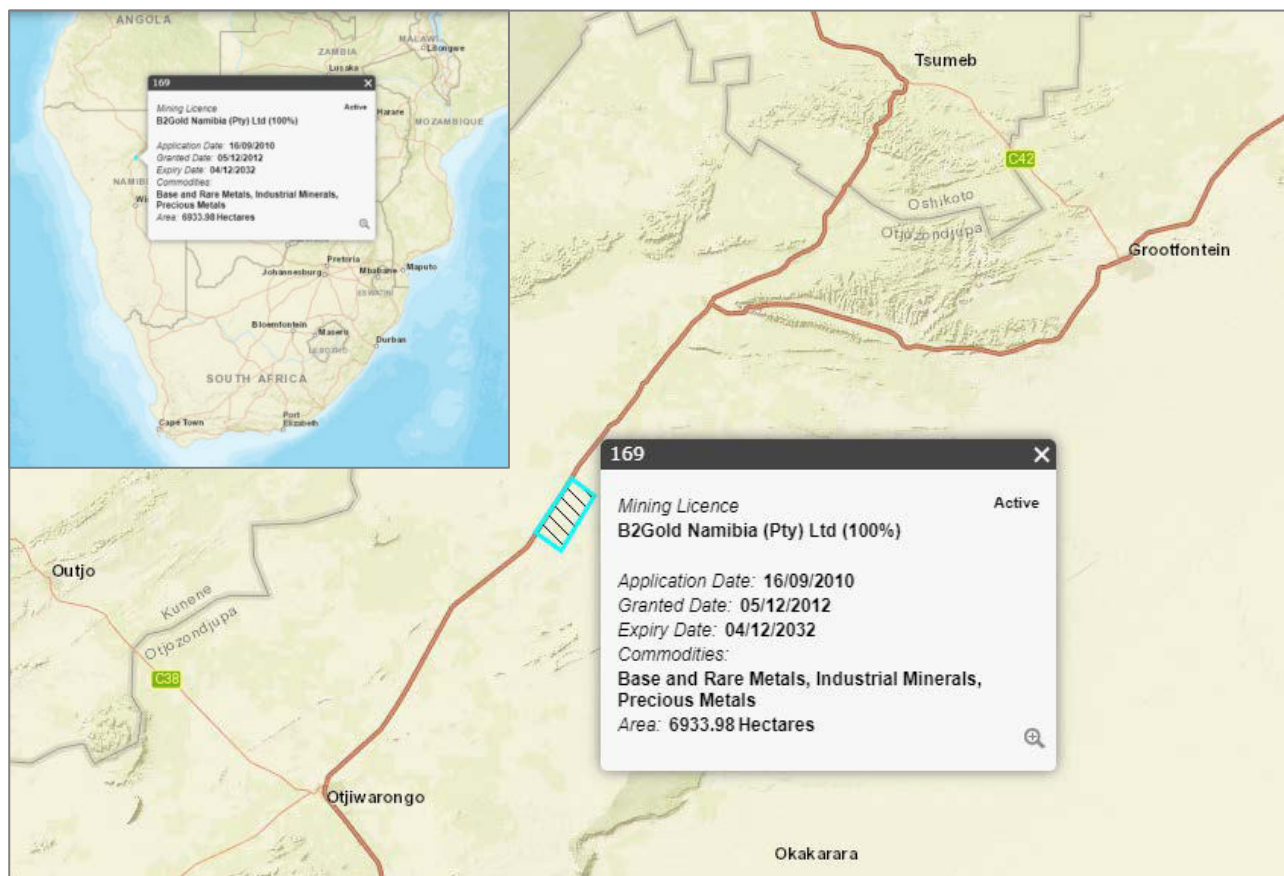 ANGOLA
ZAMBIA
MALAWI
Lilongwe
Lusaka
169
Mining Licence
Active
B2Gold Namibia (Pty) Ltd (100%)
Application Date: 16/09/2010
Granted Date: 05/12/2012
Expiry Date: 04/12/2032
Commodities:
Base and Rare Metals, Industrial Minerals,
Precious Metals
Area: 6933.98 Hectares
Harare
MOZAMBIQUE
NAMIB
Wi
Pretoria
Johannesburg
Mbabane
Maputo
ESWATINI
Bloemfontein
Maseru
LESOTHO
Durban
SOUTH AFRICA
Cape Town
Port
Elizabeth
Tsumeb
C42
Oshikoto
Otjozondjupa
Grootfontein
169
Mining Licence
Active
B2Gold Namibia (Pty) Ltd (100%)
Application Date: 16/09/2010
Granted Date: 05/12/2012
Expiry Date: 04/12/2032
Commodities:
Base and Rare Metals, Industrial Minerals,
Precious Metals
Area: 6933.98 Hectares
Outjo
Kunene
Otjozondjupa
C38
Otjiwarongo
Okakarara